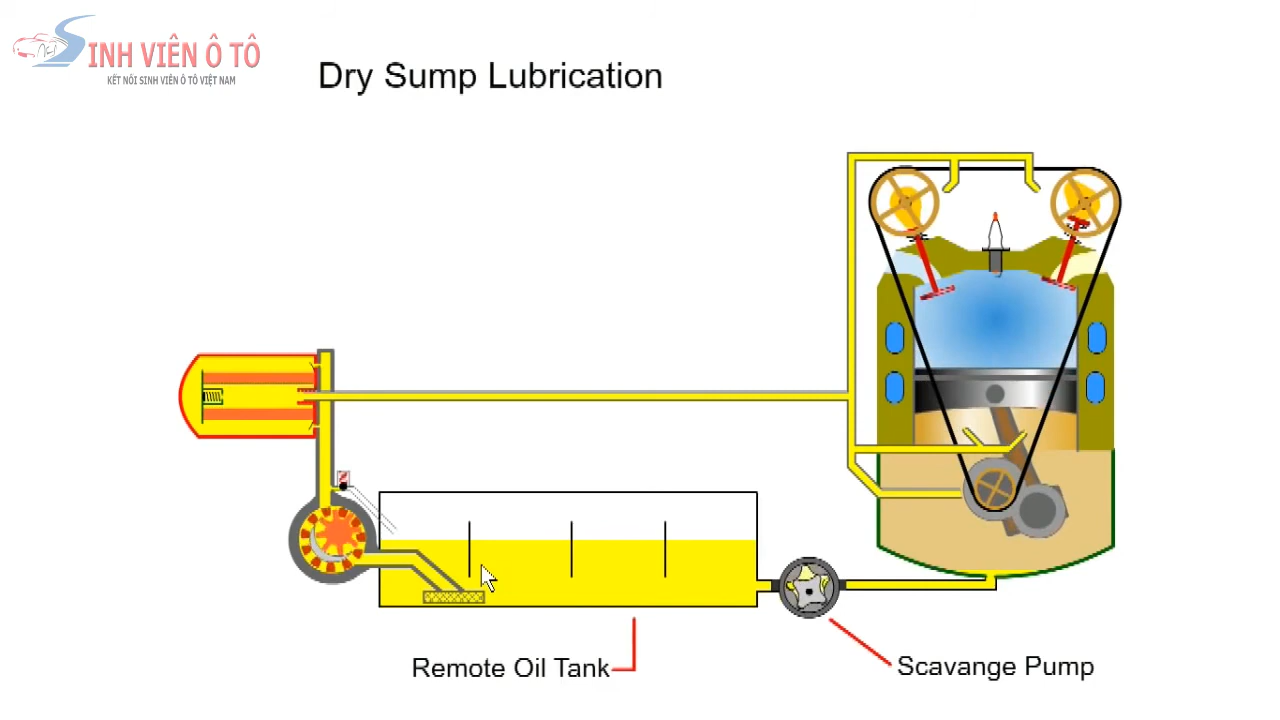 SINH VIÊN Ô TÔ
KẾT NỐI SINH VIÊN Ô TÔ VIỆT NAM
Dry Sump Lubrication
Remote Oil Tank
Scavange Pump